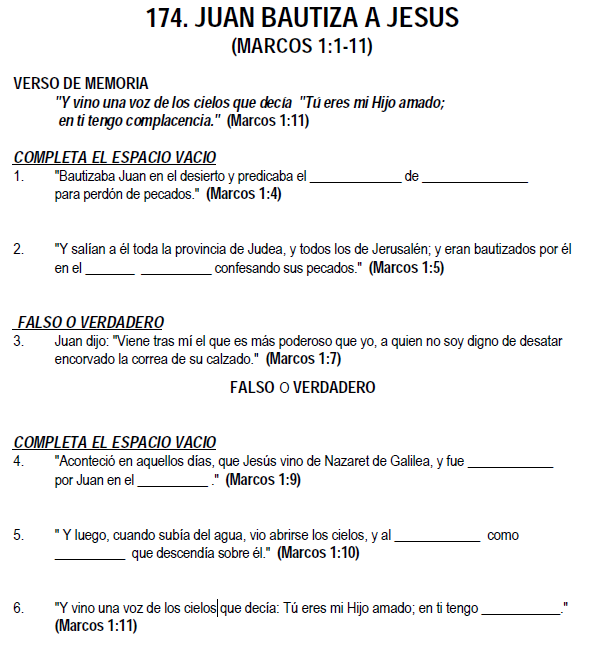 174. JUAN BAUTIZA A JESUS
(MARCOS 1:1-11)
VERSO DE MEMORIA
"Y vino una voz de los cielos que decía "Tú eres mi Hijo amado;
en ti tengo complacencia." (Marcos 1:11)
COMPLETA EL ESPACIO VACIO
1. "Bautizaba Juan en el desierto y predicaba el _____________ de _______________
para perdón de pecados." (Marcos 1:4)
2. "Y salían a él toda la provincia de Judea, y todos los de Jerusalén; y eran bautizados por él
en el _______ __________ confesando sus pecados." (Marcos 1:5)
FALSO O VERDADERO
3. Juan dijo: "Viene tras mí el que es más poderoso que yo, a quien no soy digno de desatar
encorvado la correa de su calzado." (Marcos 1:7)
FALSO O VERDADERO
COMPLETA EL ESPACIO VACIO
4. "Aconteció en aquellos días, que Jesús vino de Nazaret de Galilea, y fue ____________
por Juan en el __________ ." (Marcos 1:9)
5. " Y luego, cuando subía del agua, vio abrirse los cielos, y al ____________ como
__________ que descendía sobre él." (Marcos 1:10)
6. "Y vino una voz de los cielos que decía: Tú eres mi Hijo amado; en ti tengo ___________."
(Marcos 1:11)